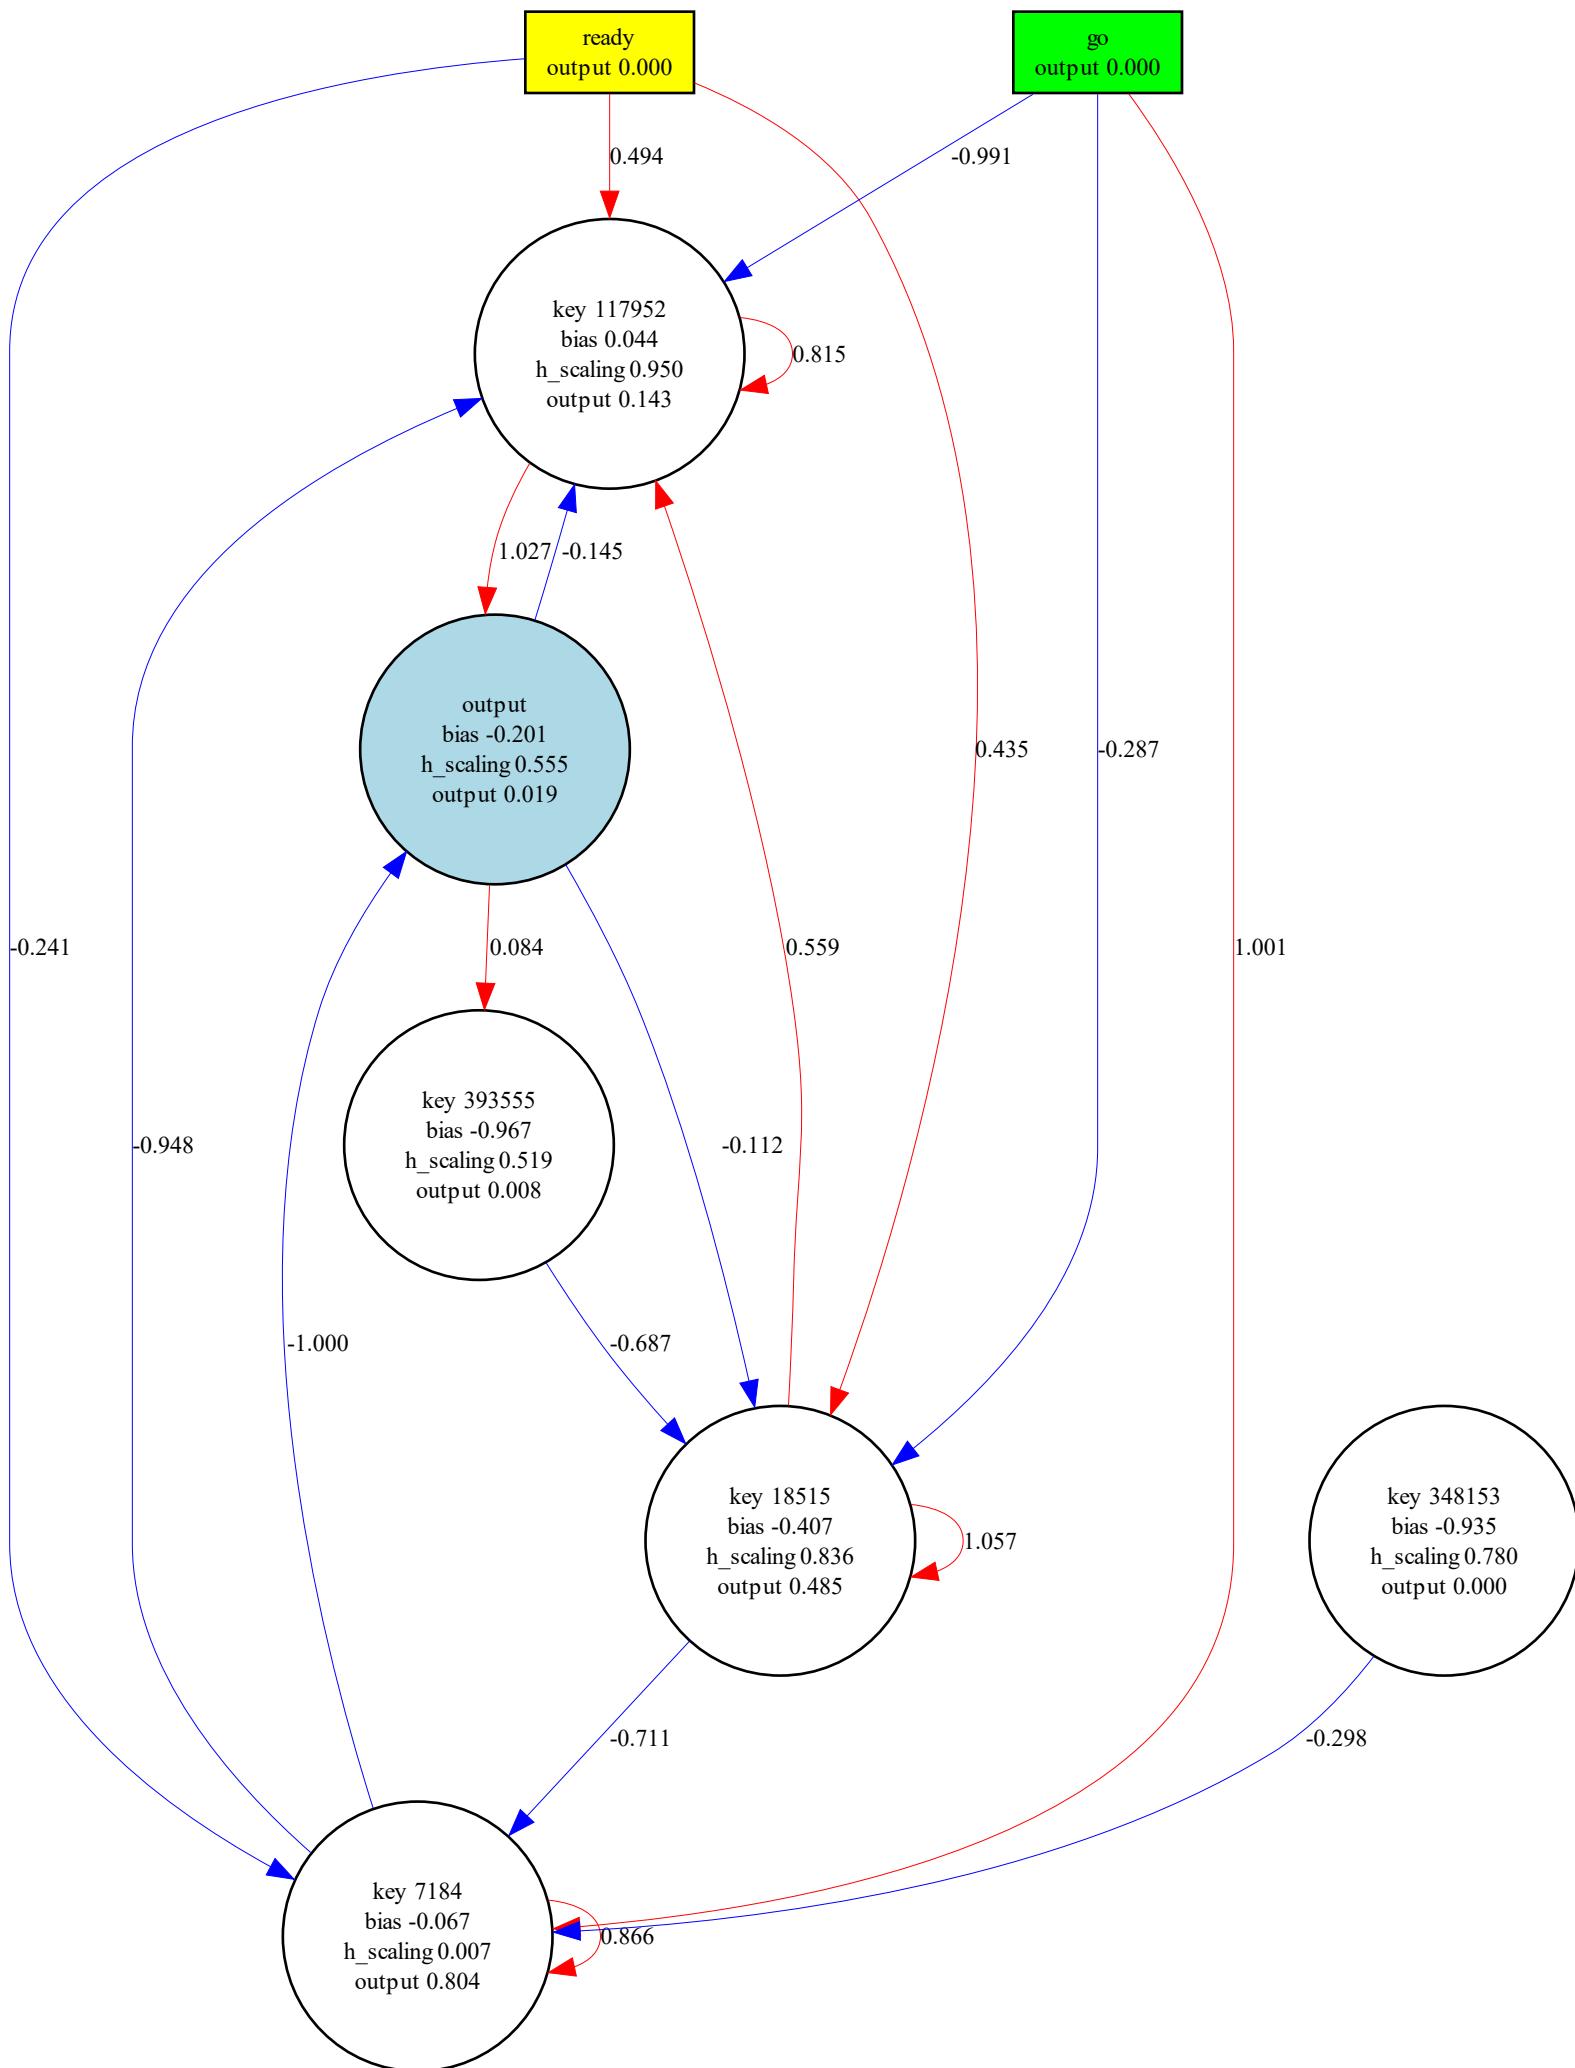 ready
output 0.000
go
output 0.000
0.494
-0.991
key 117952
bias 0.044
h_scaling 0.950
output 0.143
0.815
1.027
-0.145
output
bias -0.201
h_scaling 0.555
output 0.019
0.435
-0.287
-0.241
0.084
0.559
1.001
key 393555
bias -0.967
h_scaling 0.519
output 0.008
-0.948
-0.112
-1.000
-0.687
key 18515
bias -0.407
h_scaling 0.836
output 0.485
1.057
key 348153
bias -0.935
h_scaling 0.780
output 0.000
-0.711
-0.298
key 7184
bias -0.067
h_scaling 0.007
output 0.804
0.866